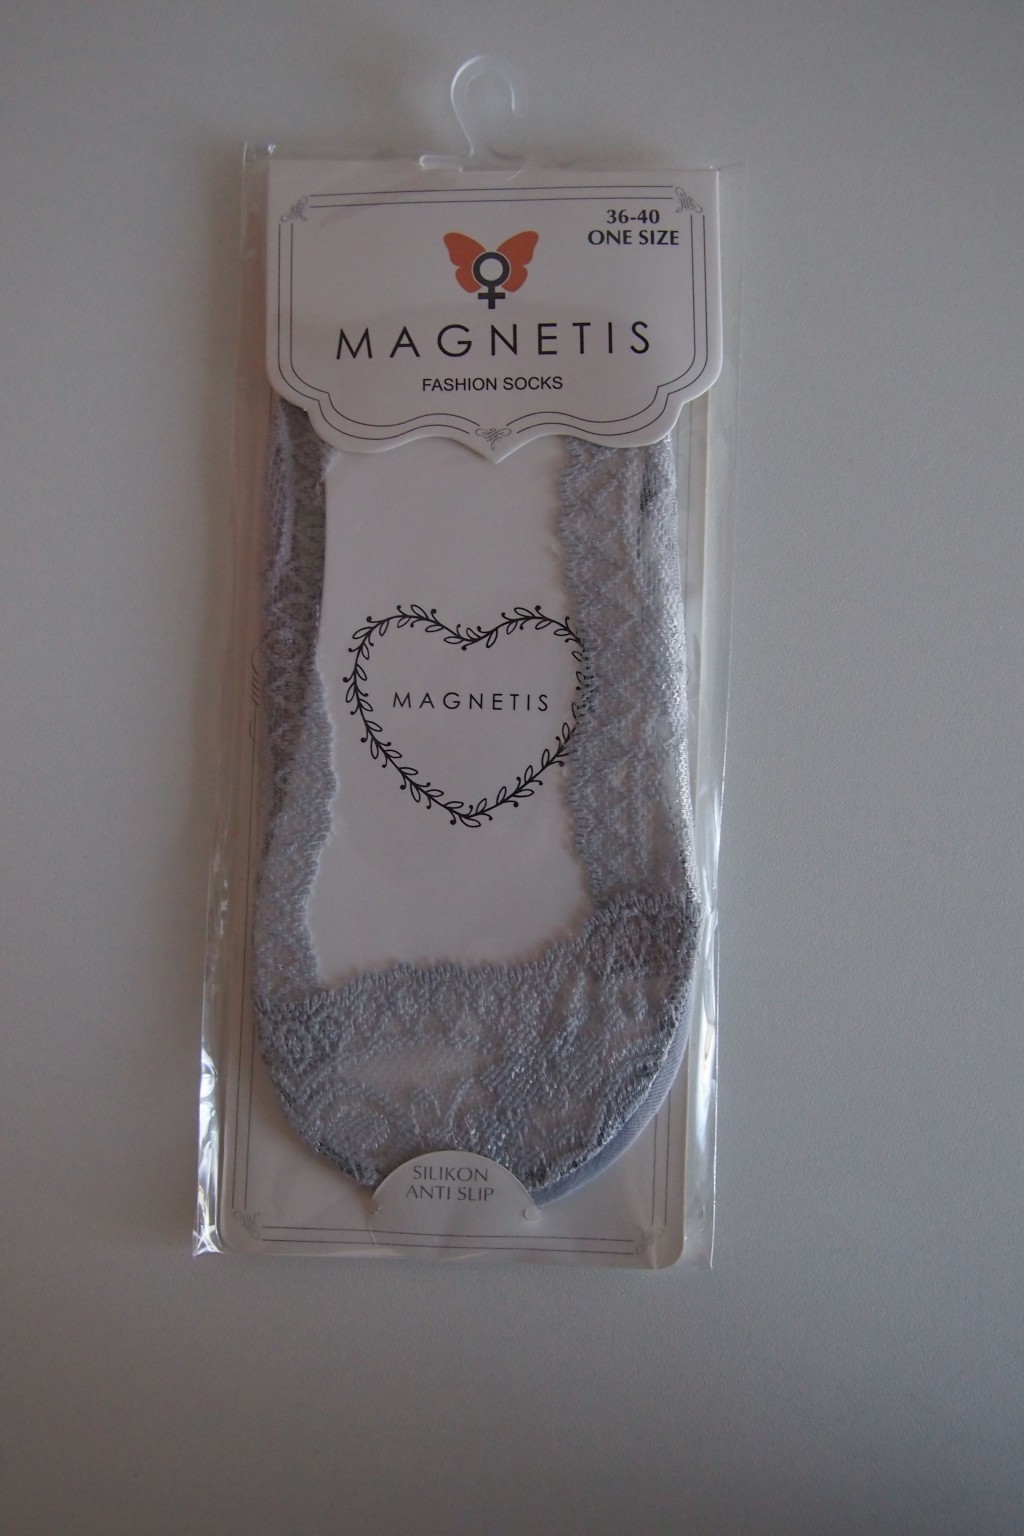 36-40
ONE SIZE
MAGNETIS
FASHION SOCKS
MAGNETIS
SILIKON
ANTI SLIP